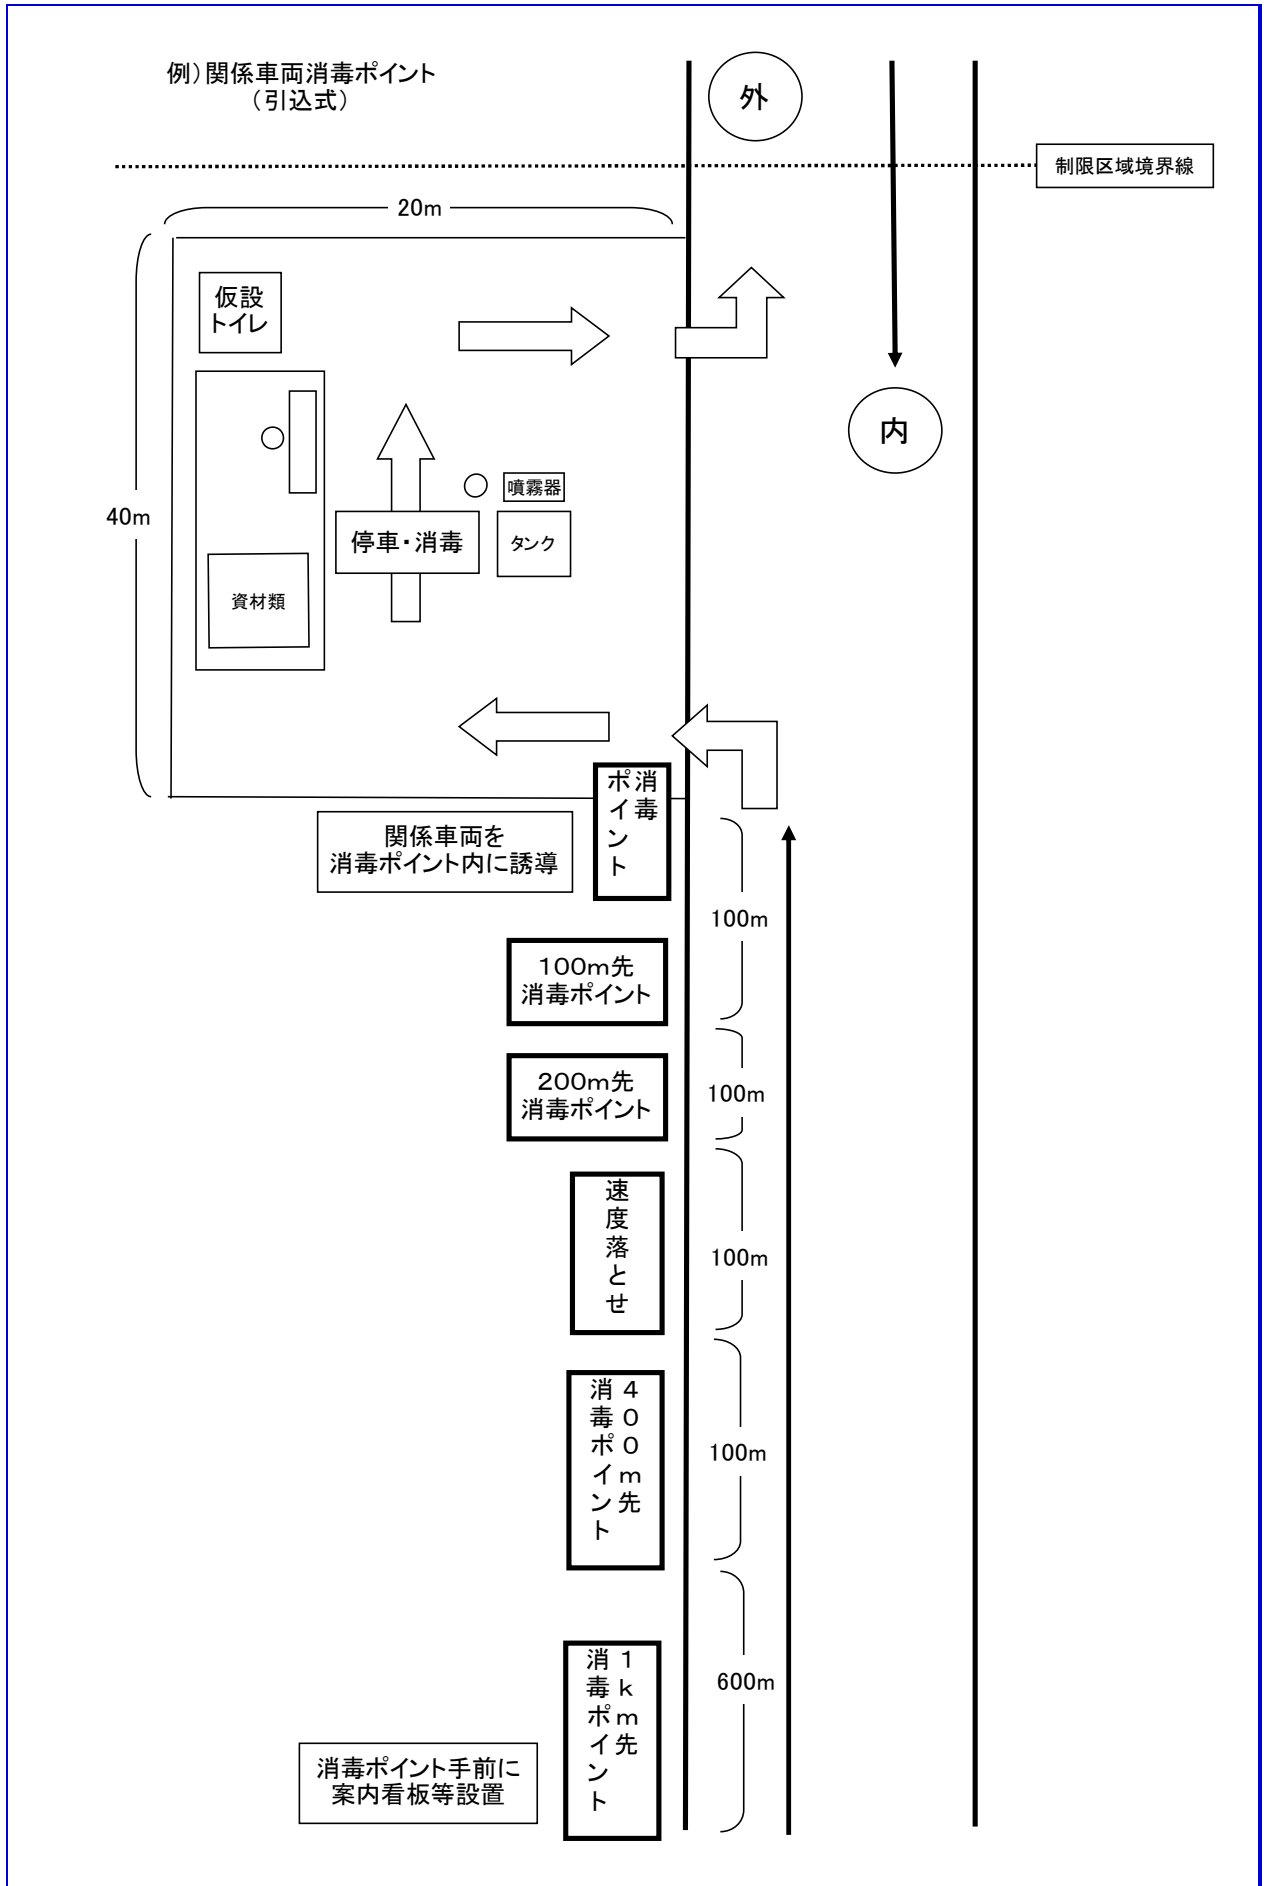 例）関係車両消毒ポイント
（引込式）
外
制限区域境界線
20m
仮設
トイレ
内
噴霧器
40m
停車・消毒
タンク
資材類
消毒
ポイント
関係車両を
消毒ポイント内に誘導
100m
100m先
消毒ポイント
200m先
消毒ポイント
100m
速度落とせ
100m
400m先
消毒ポイント
100m
1km先
消毒ポイント
600m
消毒ポイント手前に
案内看板等設置